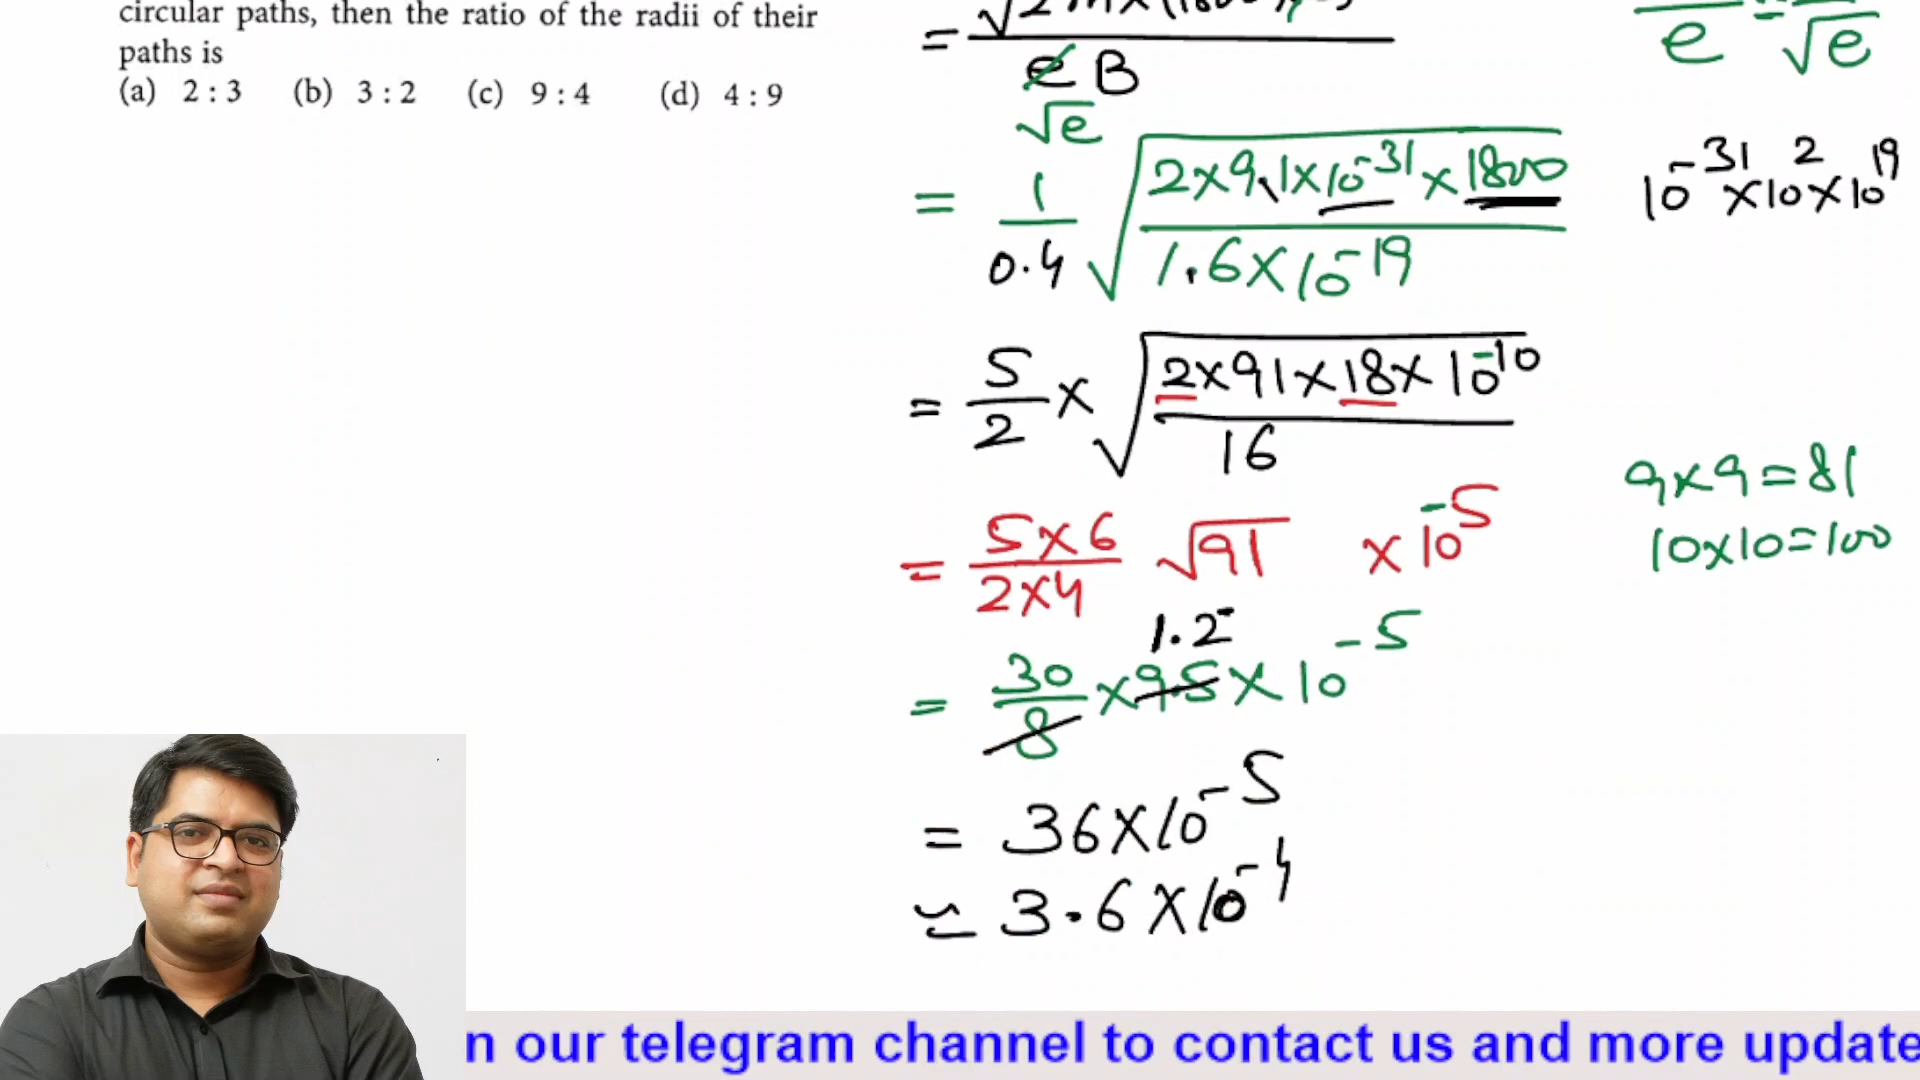 circular paths, then the ratio of the radii of their
paths is
(a) 2 : 3 (b) 3 : 2 (c) 9 : 4 (d) 4 : 9
=
e B
√e
= 1/0.4 √(2×9.1×10^-31×1800 / 1.6×10^-19)
= 5/2 × √(2×91×18×10^-10 / 16)
= 5×6/2×4 √91 ×10^-5
1.2
= 30/8 ×9.5×10^-5
= 36×10^-5
≃ 3.6×10^-4
e = √e
10^-31×10^2×10^19
9×9=81
10×10=100
n our telegram channel to contact us and more update